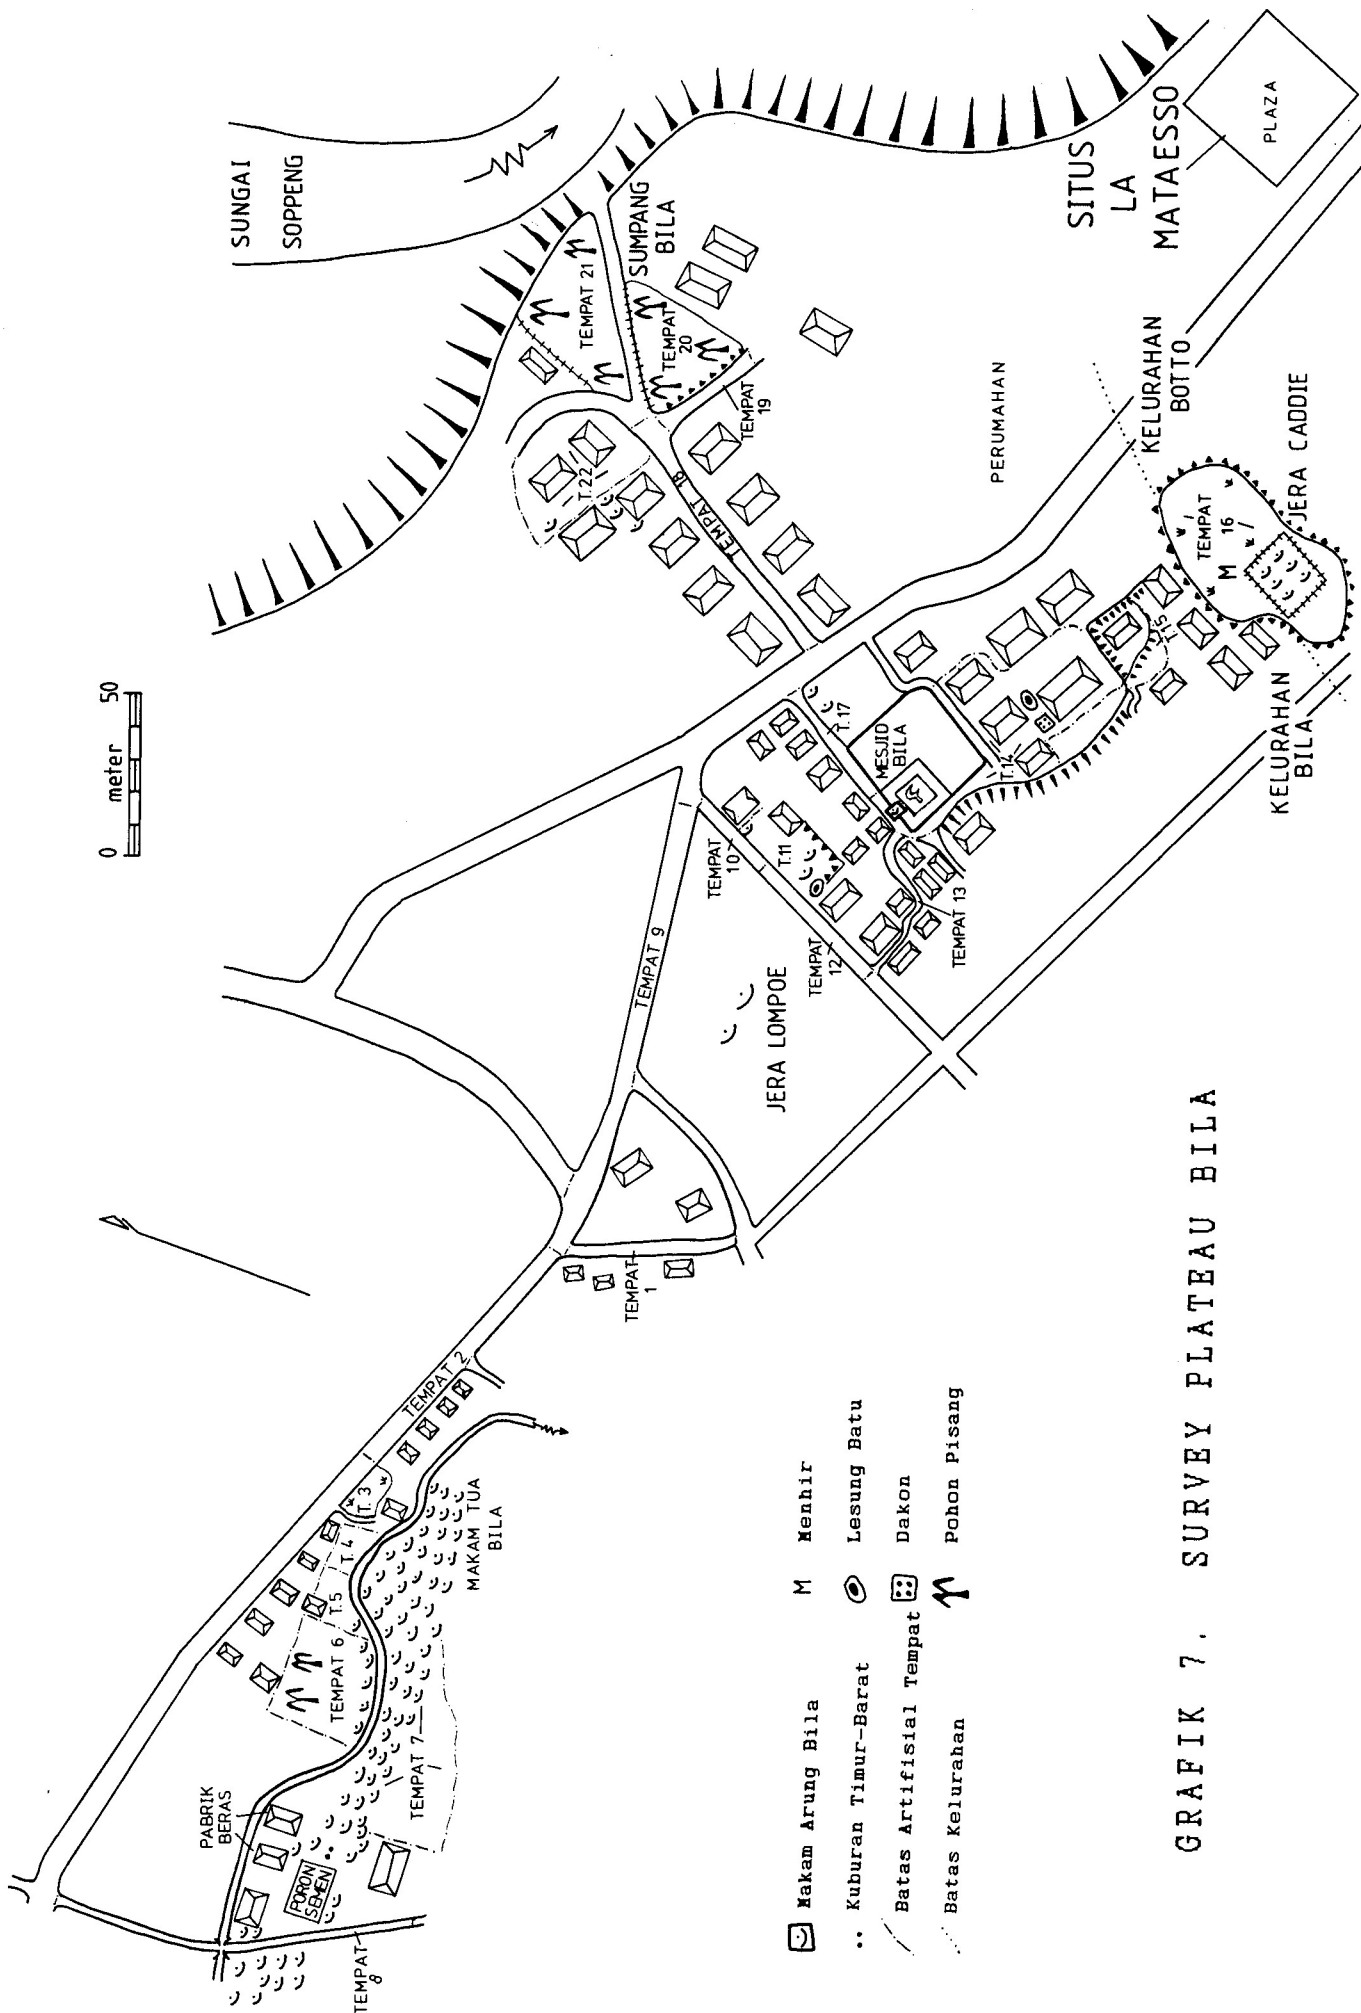 SUNGAI
SOPPENG
0 meter 50
SUMPANG
BILA
TEMPAT 21
TEMPAT
20
TEMPAT
19
T.22
TEMPAT 18
PERUMAHAN
SITUS
LA
MATAESSO
PLAZA
KELURAHAN
BOTTO
JERA CADDIE
TEMPAT
16
M
T.15
KELURAHAN
BILA
T.17
MESJID
BILA
T.14
TEMPAT
10
T.11
TEMPAT
12
TEMPAT 13
TEMPAT 9
JERA LOMPOE
TEMPAT
1
TEMPAT 2
T. 3
T. 4
T.5
TEMPAT 6
MAKAM TUA
BILA
TEMPAT 7
PABRIK
BERAS
PORON
SEMEN
TEMPAT
8
Makam Arung Bila
Kuburan Timur-Barat
Batas Artifisial Tempat
Batas Kelurahan
M Menhir
Lesung Batu
Dakon
Pohon Pisang
GRAFIK 7. SURVEY PLATEAU BILA